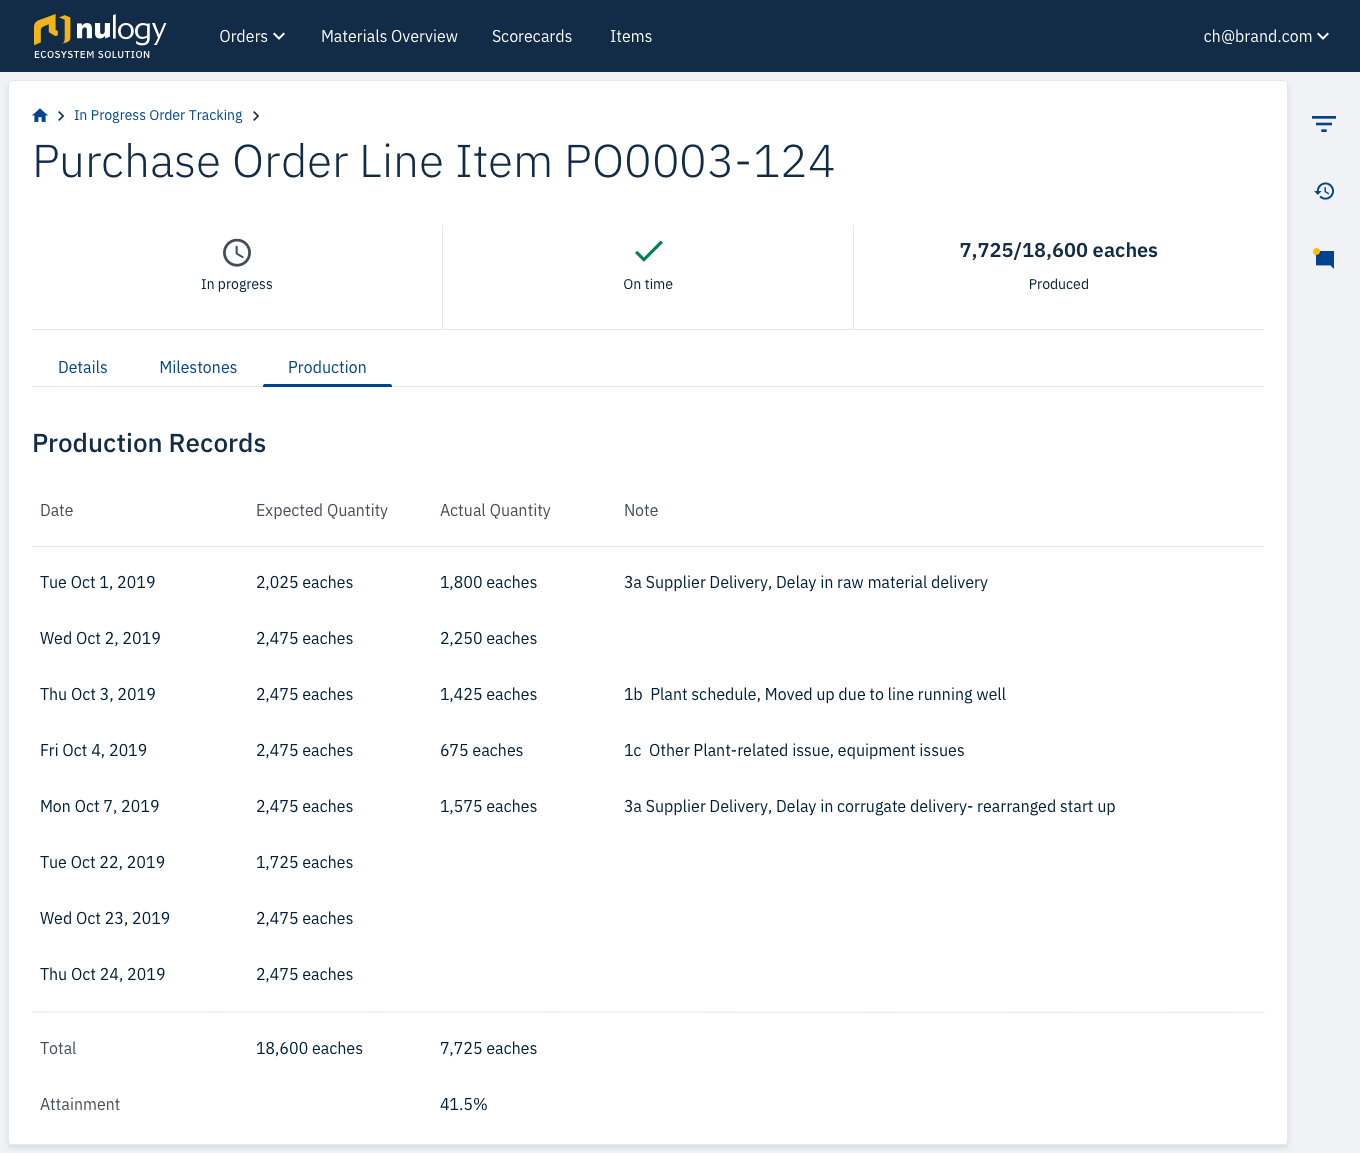 nulogy
ECOSYSTEM SOLUTION
Orders
Materials Overview
Scorecards
Items
ch@brand.com
In Progress Order Tracking
Purchase Order Line Item PO0003-124
In progress
On time
7,725/18,600 eaches
Produced
Details
Milestones
Production
Production Records
Date Expected Quantity Actual Quantity Note
Tue Oct 1, 2019 2,025 eaches 1,800 eaches 3a Supplier Delivery, Delay in raw material delivery
Wed Oct 2, 2019 2,475 eaches 2,250 eaches
Thu Oct 3, 2019 2,475 eaches 1,425 eaches 1b  Plant schedule, Moved up due to line running well
Fri Oct 4, 2019 2,475 eaches 675 eaches 1c  Other Plant-related issue, equipment issues
Mon Oct 7, 2019 2,475 eaches 1,575 eaches 3a Supplier Delivery, Delay in corrugate delivery- rearranged start up
Tue Oct 22, 2019 1,725 eaches
Wed Oct 23, 2019 2,475 eaches
Thu Oct 24, 2019 2,475 eaches
Total 18,600 eaches 7,725 eaches
Attainment 41.5%